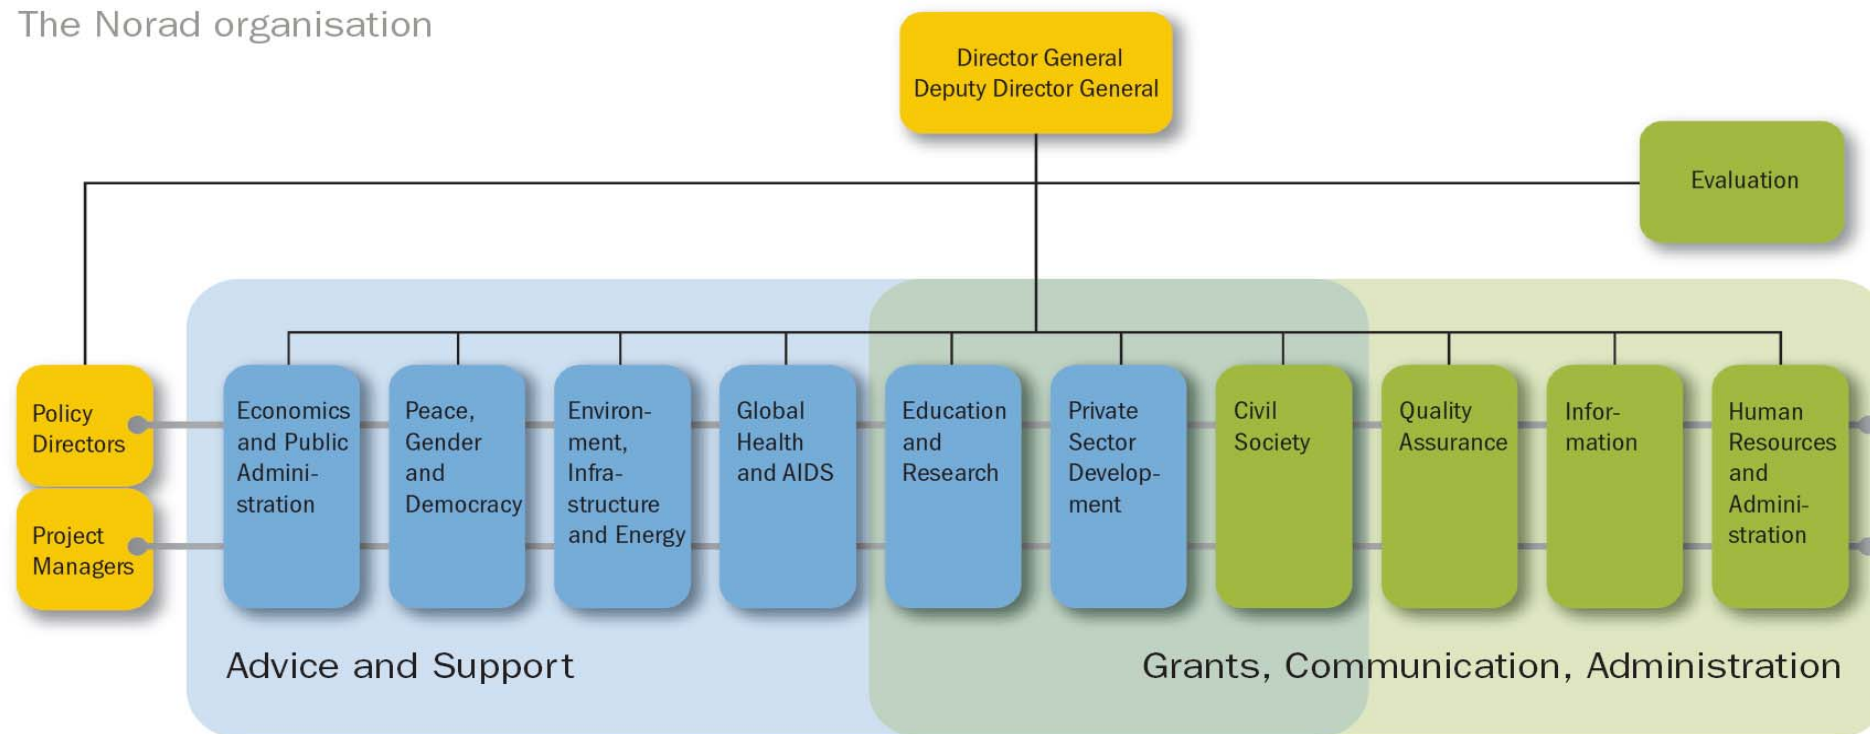 The Norad organisation
Director General
Deputy Director General
Evaluation
Policy
Directors
Project
Managers
Economics
and Public
Admini-
stration
Peace,
Gender
and
Democracy
Environ-
ment,
Infra-
structure
and Energy
Global
Health
and AIDS
Education
and
Research
Private
Sector
Develop-
ment
Civil
Society
Quality
Assurance
Infor-
mation
Human
Resources
and
Admini-
stration
Advice and Support
Grants, Communication, Administration